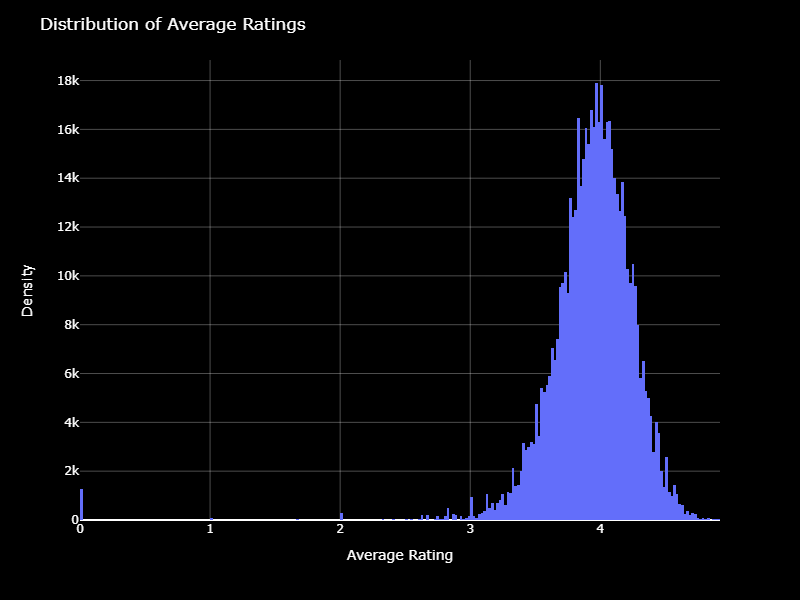 Distribution of Average Ratings
18k
16k
14k
12k
10k
8k
6k
4k
2k
0
0 1 2 3 4
Density
Average Rating